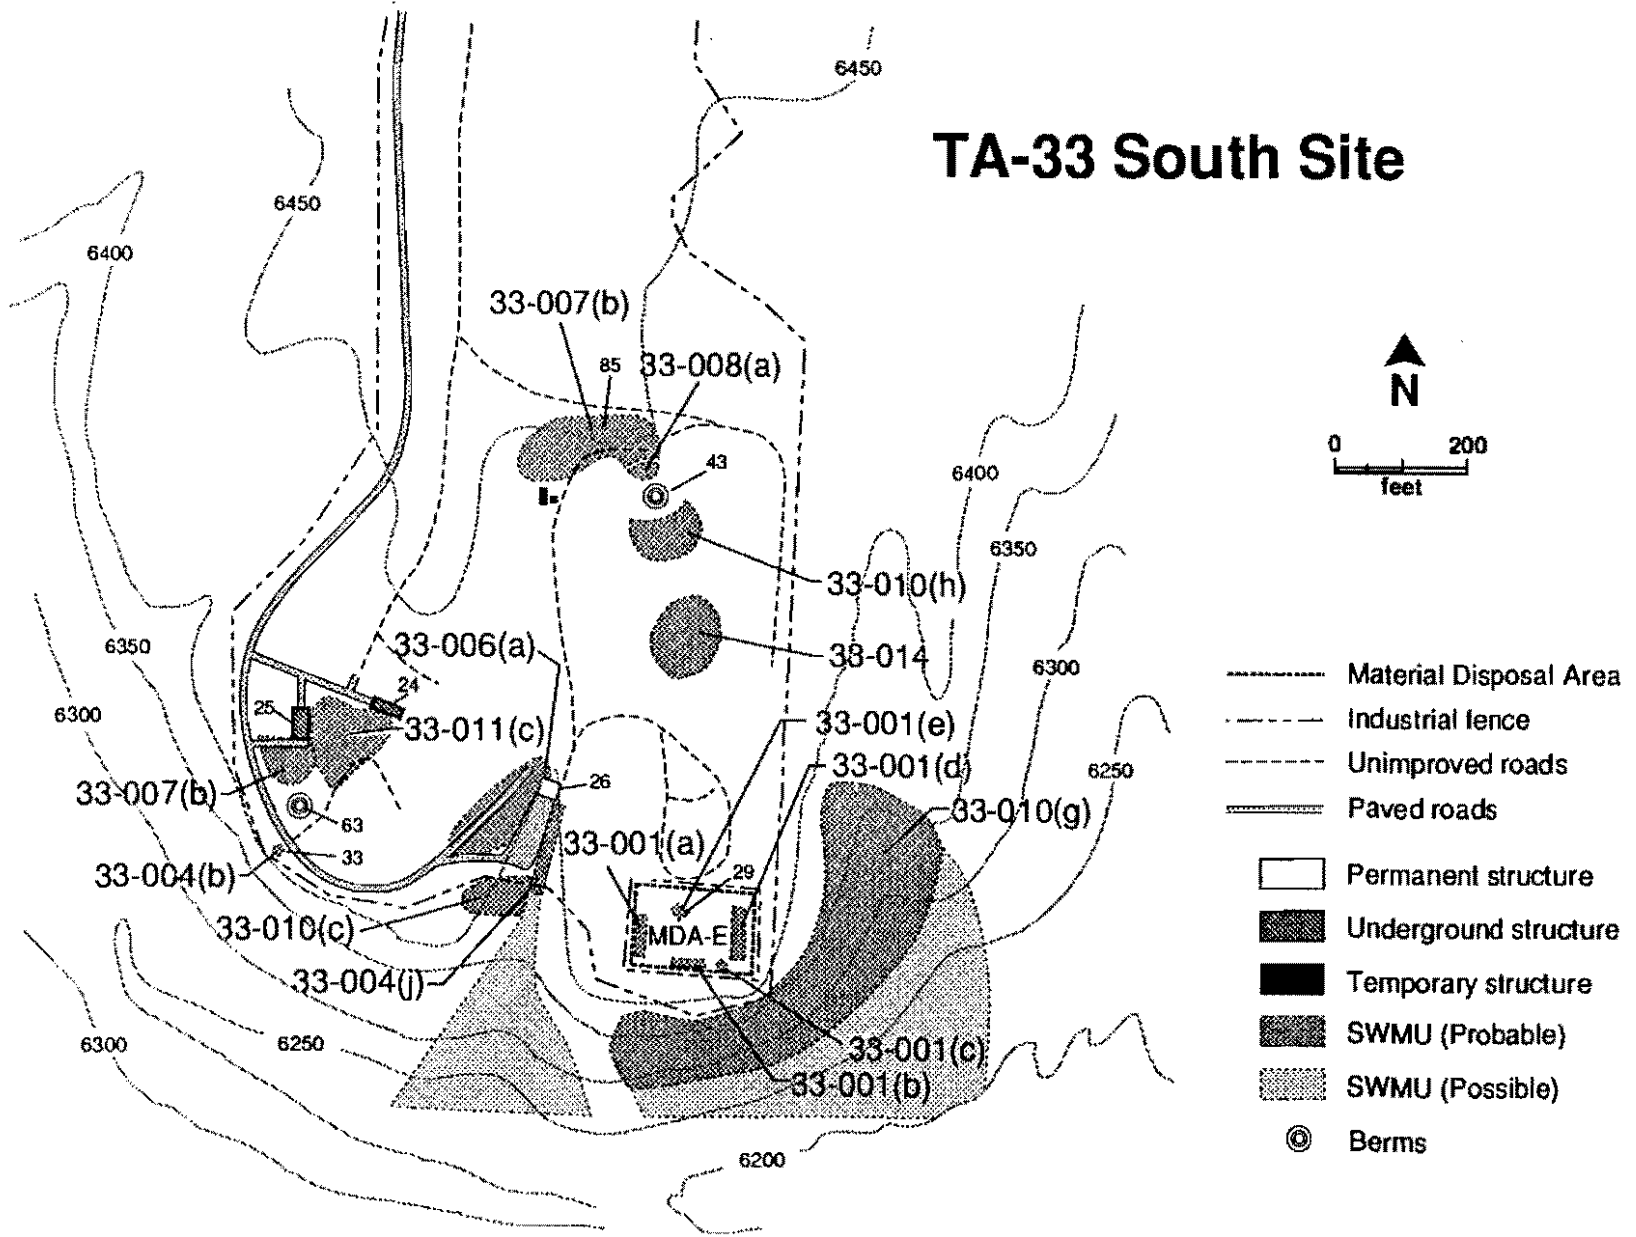 6450
TA-33 South Site
6450
6400
33-007(b)
85
33-008(a)
N
0 200
feet
43
6400
6350
33-010(h)
6350
33-006(a)
33-014
6300
Material Disposal Area
24
6300
25
33-011(c)
33-001(e)
Industrial fence
33-001(d)
Unimproved roads
6250
26
33-007(b)
33-010(g)
Paved roads
63
33-001(a)
33
29
33-004(b)
Permanent structure
33-010(c)
MDA-E
Underground structure
33-004(j)
Temporary structure
6300
6250
33-001(c)
SWMU (Probable)
33-001(b)
SWMU (Possible)
Berms
6200